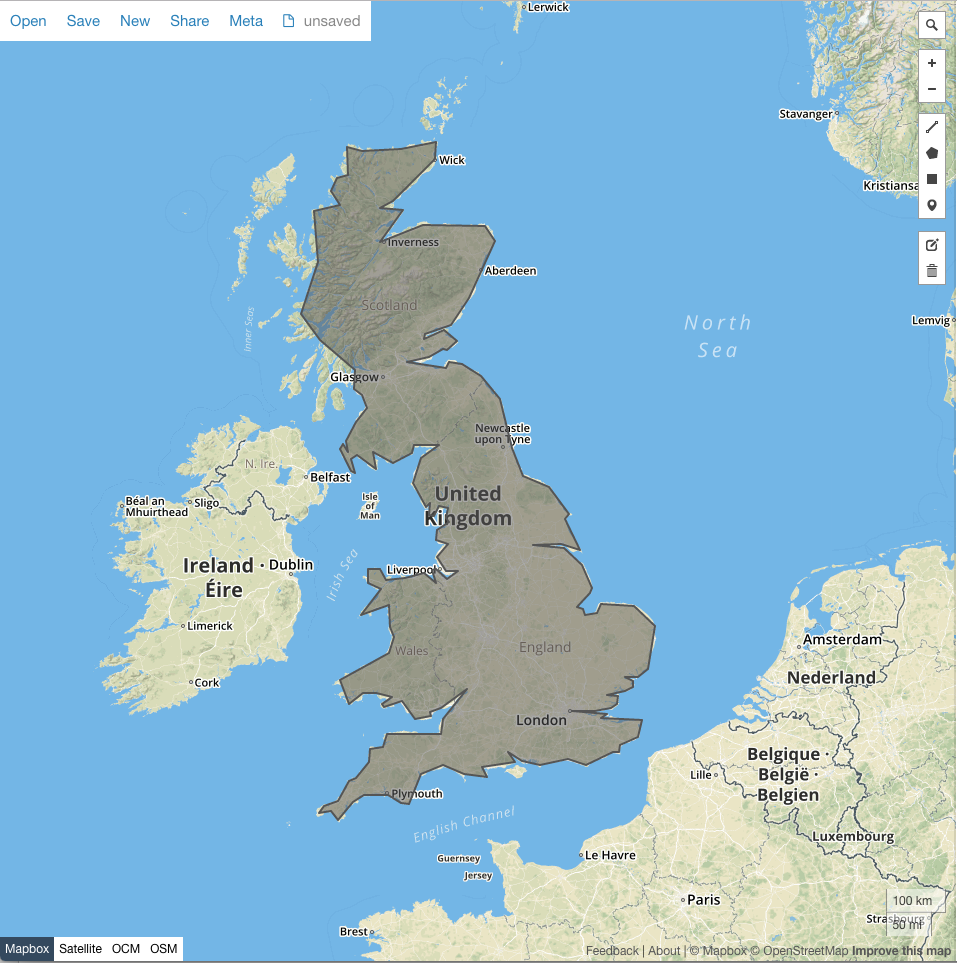 Open Save New Share Meta unsaved
Lerwick
Stavanger
Wick
Kristiansa
Inverness
Aberdeen
Scotland
Inner Seas
North
Sea
Lemvig
Glasgow
Newcastle
upon Tyne
N. Ire.
Belfast
Isle
of
Man
United
Kingdom
Béal an
Mhuirthead
Sligo
Ireland
Éire
Dublin
Irish Sea
Liverpool
Limerick
Wales
England
Amsterdam
Nederland
Cork
London
Belgique ·
België ·
Belgien
Lille
Plymouth
English Channel
Luxembourg
Guernsey
Jersey
Le Havre
Paris
100 km
Strasbourg
50 mi
Brest
Mapbox Satellite OCM OSM
Feedback | About | © Mapbox © OpenStreetMap Improve this map